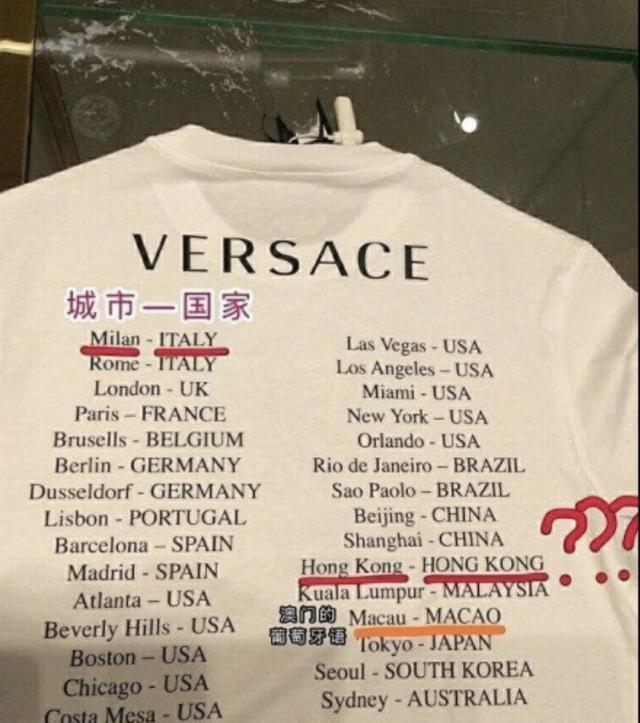 VERSACE
城市—国家
Milan - ITALY
Rome - ITALY
London - UK
Paris – FRANCE
Brusells - BELGIUM
Berlin - GERMANY
Dusseldorf - GERMANY
Lisbon - PORTUGAL
Barcelona – SPAIN
Madrid - SPAIN
Atlanta – USA
Beverly Hills - USA
Boston – USA
Chicago - USA
Costa Mesa - USA
Las Vegas - USA
Los Angeles – USA
Miami - USA
New York – USA
Orlando - USA
Rio de Janeiro – BRAZIL
Sao Paolo – BRAZIL
Beijing - CHINA
Shanghai - CHINA
Hong Kong - HONG KONG
???
Kuala Lumpur - MALAYSIA
澳门的
葡萄牙语
Macau - MACAO
Tokyo - JAPAN
Seoul - SOUTH KOREA
Sydney - AUSTRALIA